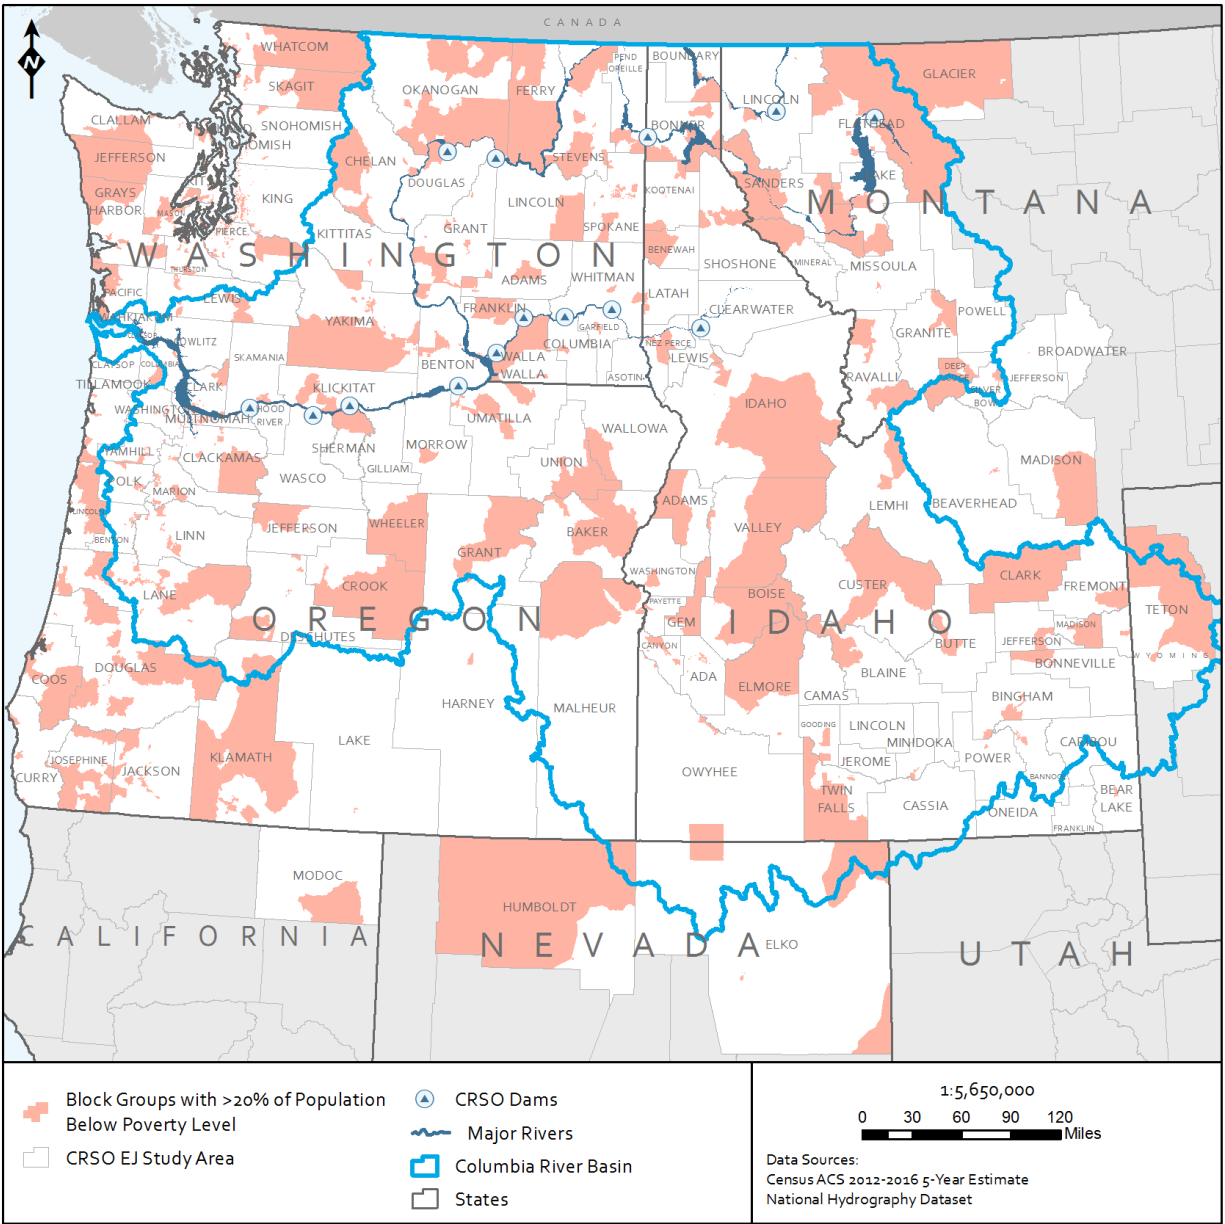 CANADA
N
WHATCOM
SKAGIT
OKANOGAN
FERRY
PEND
OREILLE
BOUNDARY
GLACIER
LINCOLN
CLALLAM
SNOHOMISH
BONNER
FLATHEAD
JEFFERSON
CHELAN
STEVENS
DOUGLAS
SANDERS
LAKE
GRAYS
HARBOR
KING
LINCOLN
KOOTENAI
MONTANA
MASON
PIERCE
KITTITAS
GRANT
SPOKANE
WASHINGTON
BENEWAH
SHOSHONE
MINERAL
MISSOULA
THURSTON
ADAMS
WHITMAN
PACIFIC
LEWIS
LATAH
WAHKIAKUM
YAKIMA
FRANKLIN
GARFIELD
CLEARWATER
POWELL
COWLITZ
SKAMANIA
COLUMBIA
NEZ PERCE
LEWIS
GRANITE
BROADWATER
CLATSOP
COLUMBIA
BENTON
WALLA
WALLA
ASOTIN
RAVALLI
DEER
LODGE
SILVER
BOW
JEFFERSON
TILLAMOOK
CLARK
KLICKITAT
WASHINGTON
MULTNOMAH
HOOD
RIVER
UMATILLA
WALLOWA
IDAHO
YAMHILL
CLACKAMAS
SHERMAN
MORROW
GILLIAM
UNION
MADISON
POLK
MARION
WASCO
ADAMS
LEMHI
BEAVERHEAD
LINCOLN
BENTON
LINN
JEFFERSON
WHEELER
BAKER
VALLEY
GRANT
WASHINGTON
LANE
CROOK
PAYETTE
BOISE
CUSTER
CLARK
FREMONT
TETON
OREGON
GEM
IDAHO
MADISON
DESCHUTES
CANYON
BUTTE
JEFFERSON
WYOMING
DOUGLAS
COOS
ADA
ELMORE
BLAINE
BONNEVILLE
HARNEY
MALHEUR
CAMAS
BINGHAM
LAKE
GOODING
LINCOLN
MINIDOKA
CARIBOU
JOSEPHINE
CURRY
JACKSON
KLAMATH
OWYHEE
JEROME
POWER
BANNOCK
TWIN
FALLS
CASSIA
ONEIDA
BEAR
LAKE
FRANKLIN
MODOC
HUMBOLDT
CALIFORNIA
NEVADA
ELKO
UTAH
Block Groups with >20% of Population
Below Poverty Level
CRSO EJ Study Area
CRSO Dams
Major Rivers
Columbia River Basin
States
1:5,650,000
0 30 60 90 120
Miles
Data Sources:
Census ACS 2012-2016 5-Year Estimate
National Hydrography Dataset